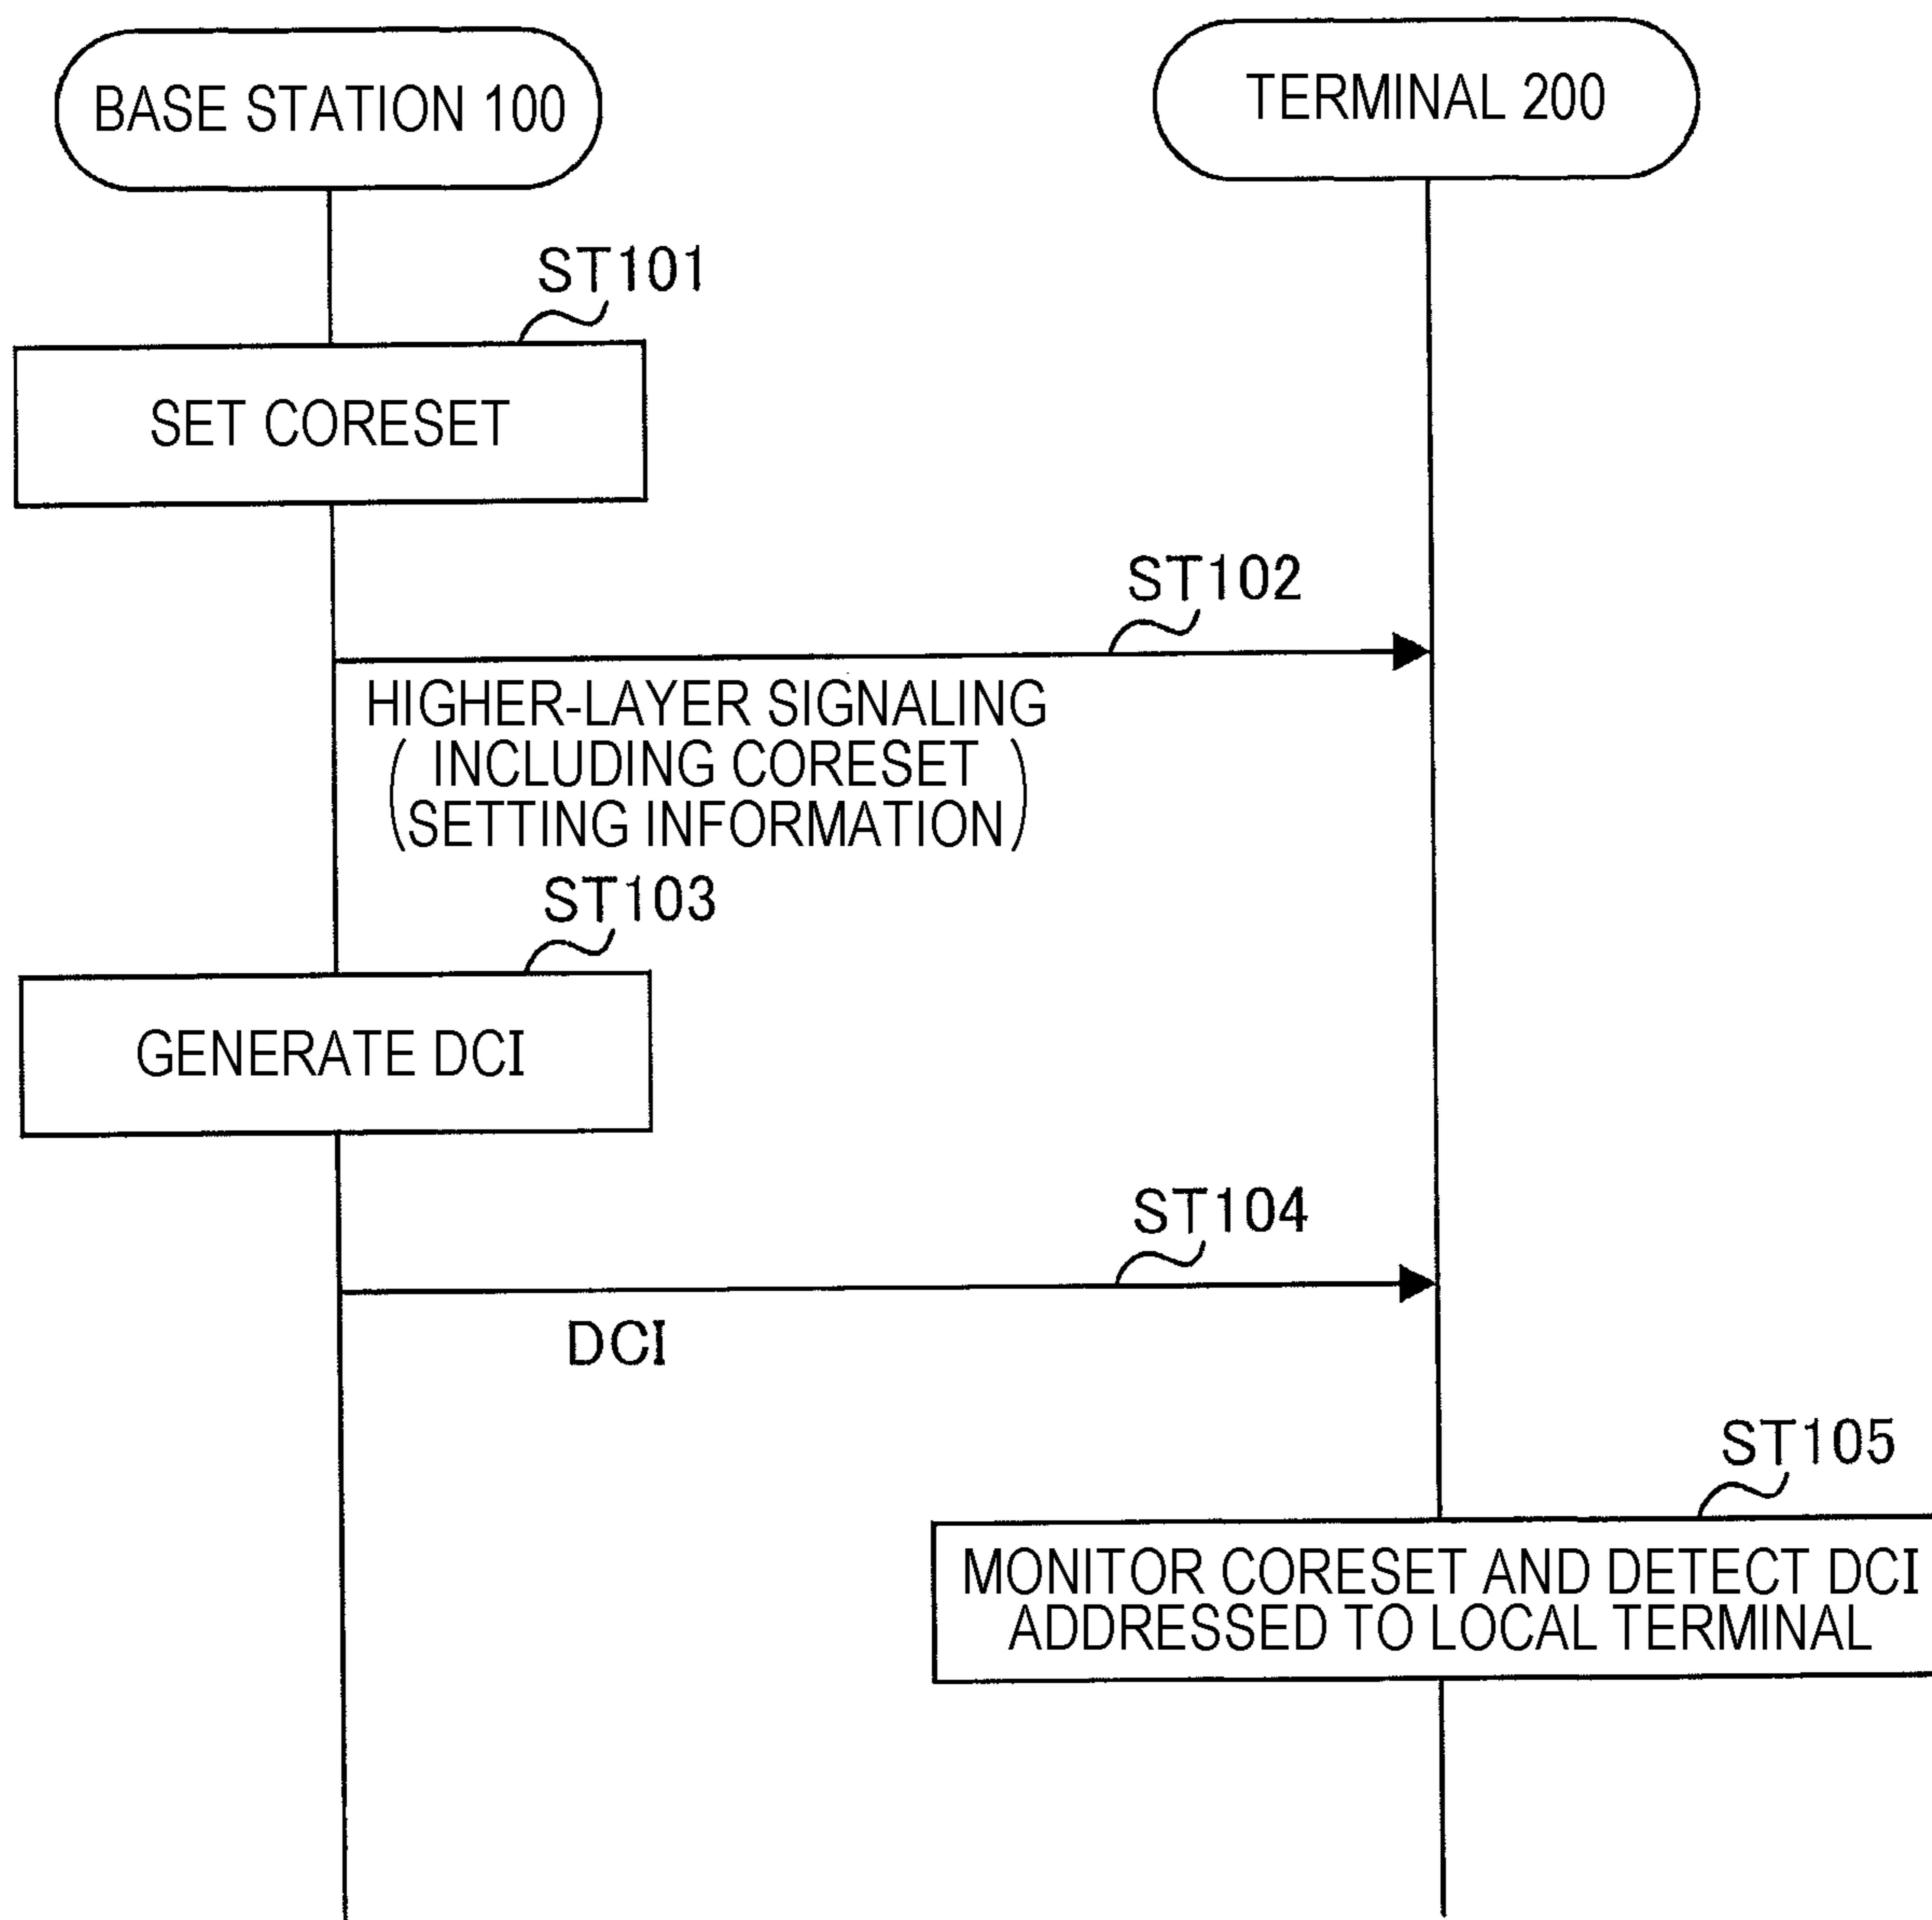 BASE STATION 100
TERMINAL 200
ST101
SET CORESET
ST102
HIGHER-LAYER SIGNALING
( INCLUDING CORESET
SETTING INFORMATION )
ST103
GENERATE DCI
ST104
DCI
ST105
MONITOR CORESET AND DETECT DCI
ADDRESSED TO LOCAL TERMINAL